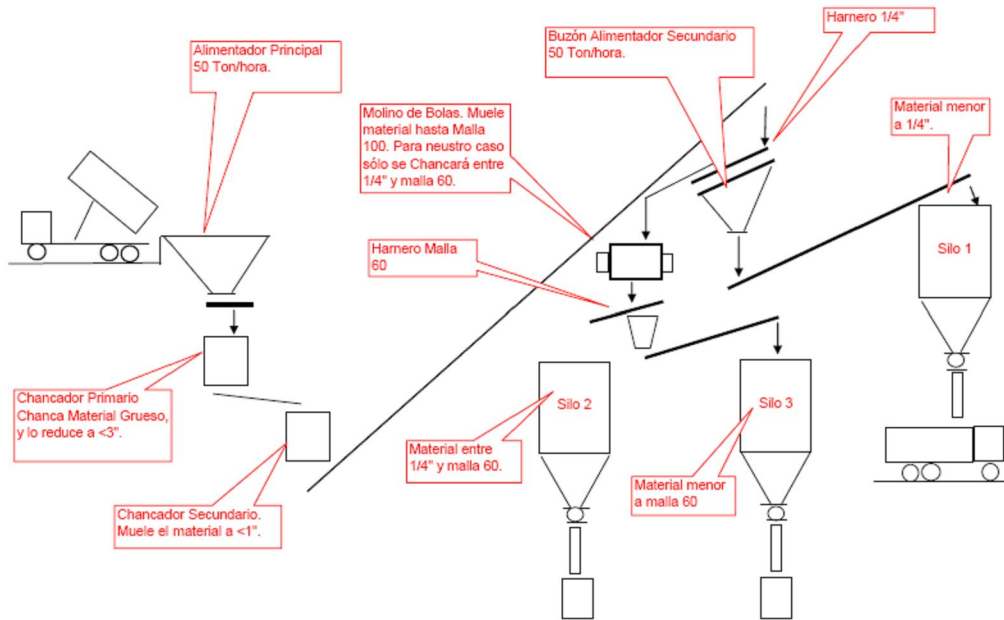 Alimentador Principal
50 Ton/hora.
Molino de Bolas. Muele
material hasta Malla
100. Para neustro caso
sólo se Chancará entre
1/4" y malla 60.
Buzón Alimentador Secundario
50 Ton/hora.
Harnero 1/4"
Material menor
a 1/4".
Harnero Malla
60
Silo 1
Chancador Primario
Chanca Material Grueso,
y lo reduce a <3".
Chancador Secundario.
Muele el material a <1".
Silo 2
Material entre
1/4" y malla 60.
Silo 3
Material menor
a malla 60